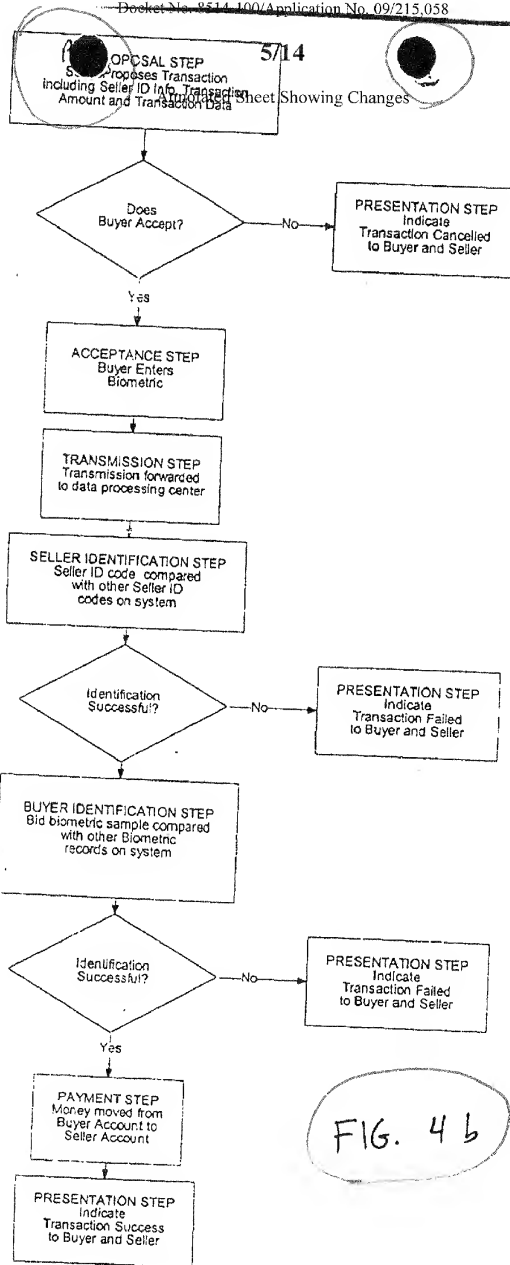 Docket No. 8514-100/Application No. 09/215,058
5/14
Annotated Sheet Showing Changes
STEP
Proposes Transaction
including Seller ID Info, Transaction
Amount and Transaction Data
Does
Buyer Accept?
No
PRESENTATION STEP
Indicate
Transaction Cancelled
to Buyer and Seller
Yes
ACCEPTANCE STEP
Buyer Enters
Biometric
TRANSMISSION STEP
Transmission forwarded
to data processing center
SELLER IDENTIFICATION STEP
Seller ID code compared
with other Seller ID
codes on system
Identification
Successful?
No
PRESENTATION STEP
Indicate
Transaction Failed
to Buyer and Seller
BUYER IDENTIFICATION STEP
Bid biometric sample compared
with other Biometric
records on system
Identification
Successful?
No
PRESENTATION STEP
Indicate
Transaction Failed
to Buyer and Seller
Yes
PAYMENT STEP
Money moved from
Buyer Account to
Seller Account
FIG. 4 b
PRESENTATION STEP
Indicate
Transaction Success
to Buyer and Seller